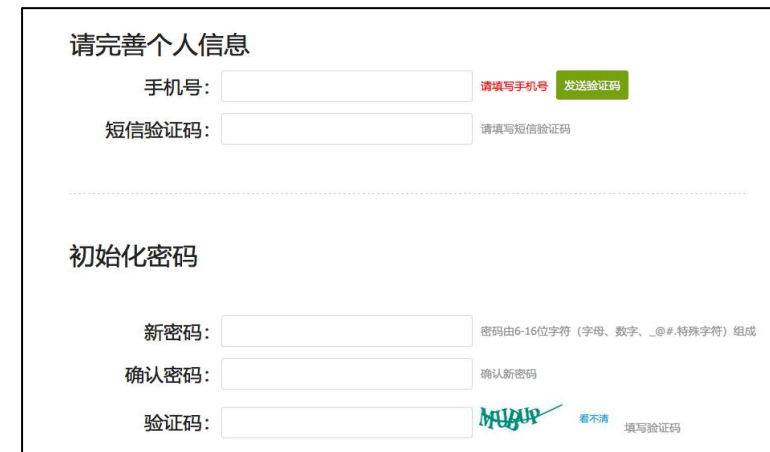 请完善个人信息
手机号： 请填写手机号 发送验证码
短信验证码： 请填写短信验证码
初始化密码
新密码： 密码由6-16位字符（字母、数字、_@#.特殊字符）组成
确认密码： 确认新密码
验证码： 看不清 填写验证码